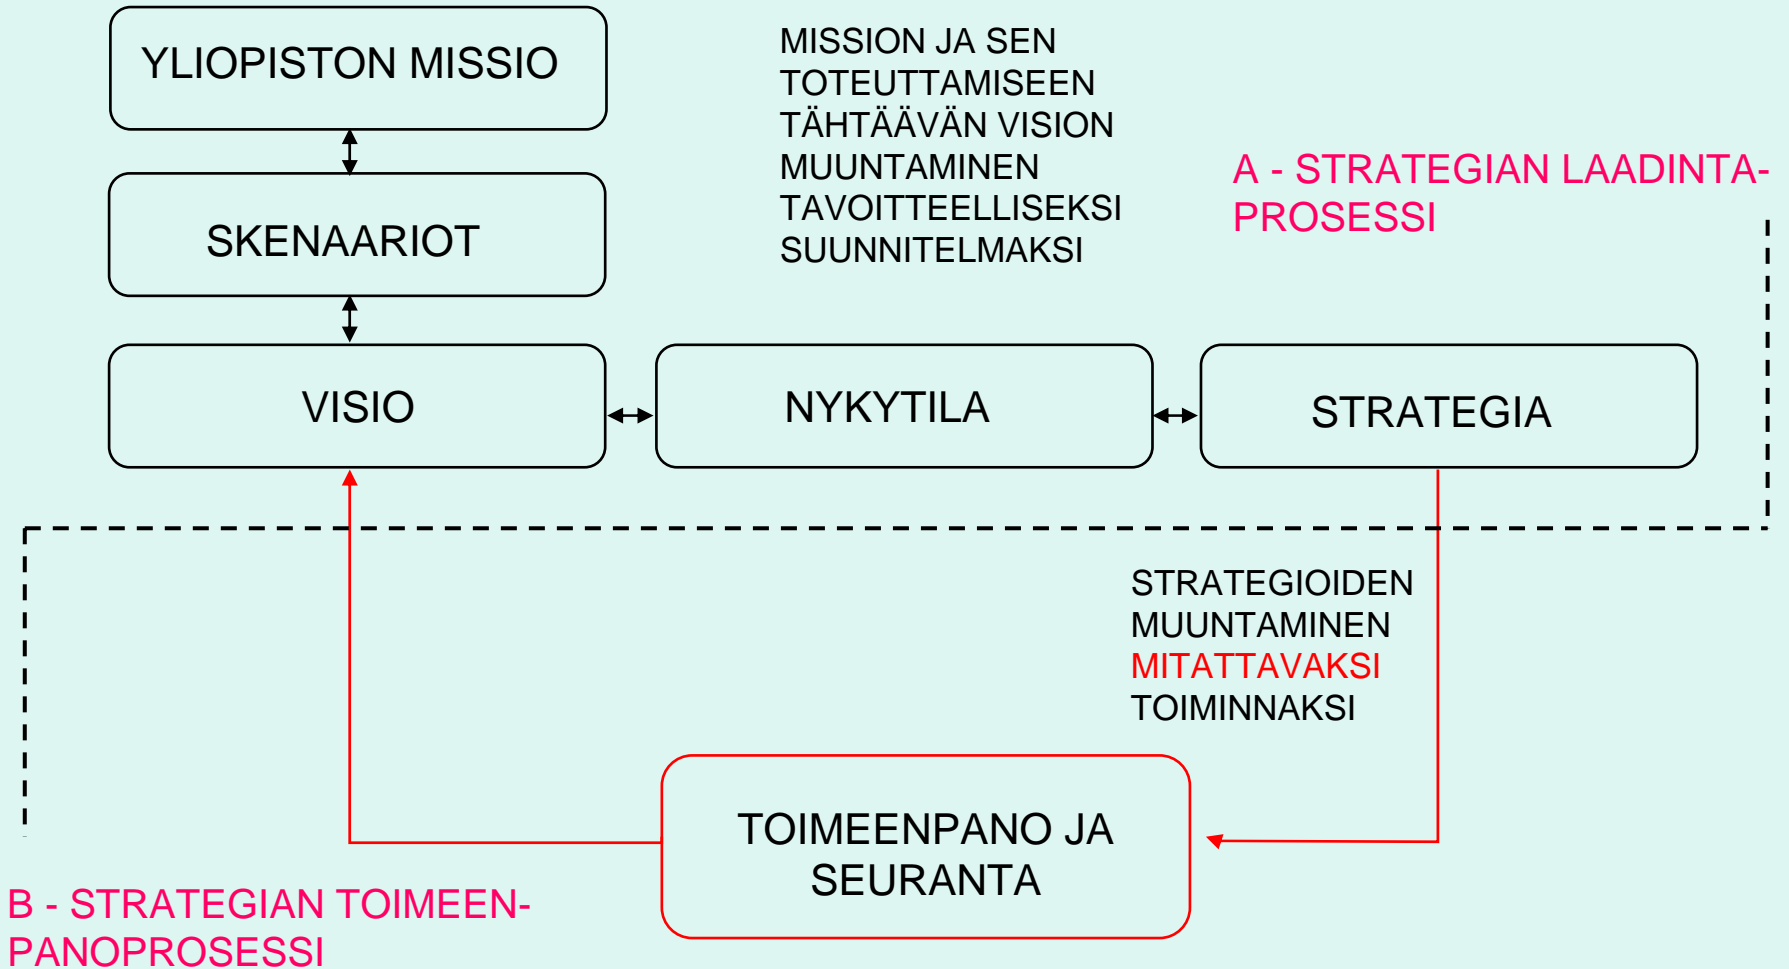 YLIOPISTON MISSIO
SKENAARIOT
MISSION JA SEN
TOTEUTTAMISEEN
TÄHTÄÄVÄN VISION
MUUNTAMINEN
TAVOITTEELLISEKSI
SUUNNITELMAKSI
A - STRATEGIAN LAADINTA-
PROSESSI
VISIO
NYKYTILA
STRATEGIA
STRATEGIOIDEN
MUUNTAMINEN
MITATTAVAKSI
TOIMINNAKSI
TOIMEENPANO JA
SEURANTA
B - STRATEGIAN TOIMEEN-
PANOPROSESSI